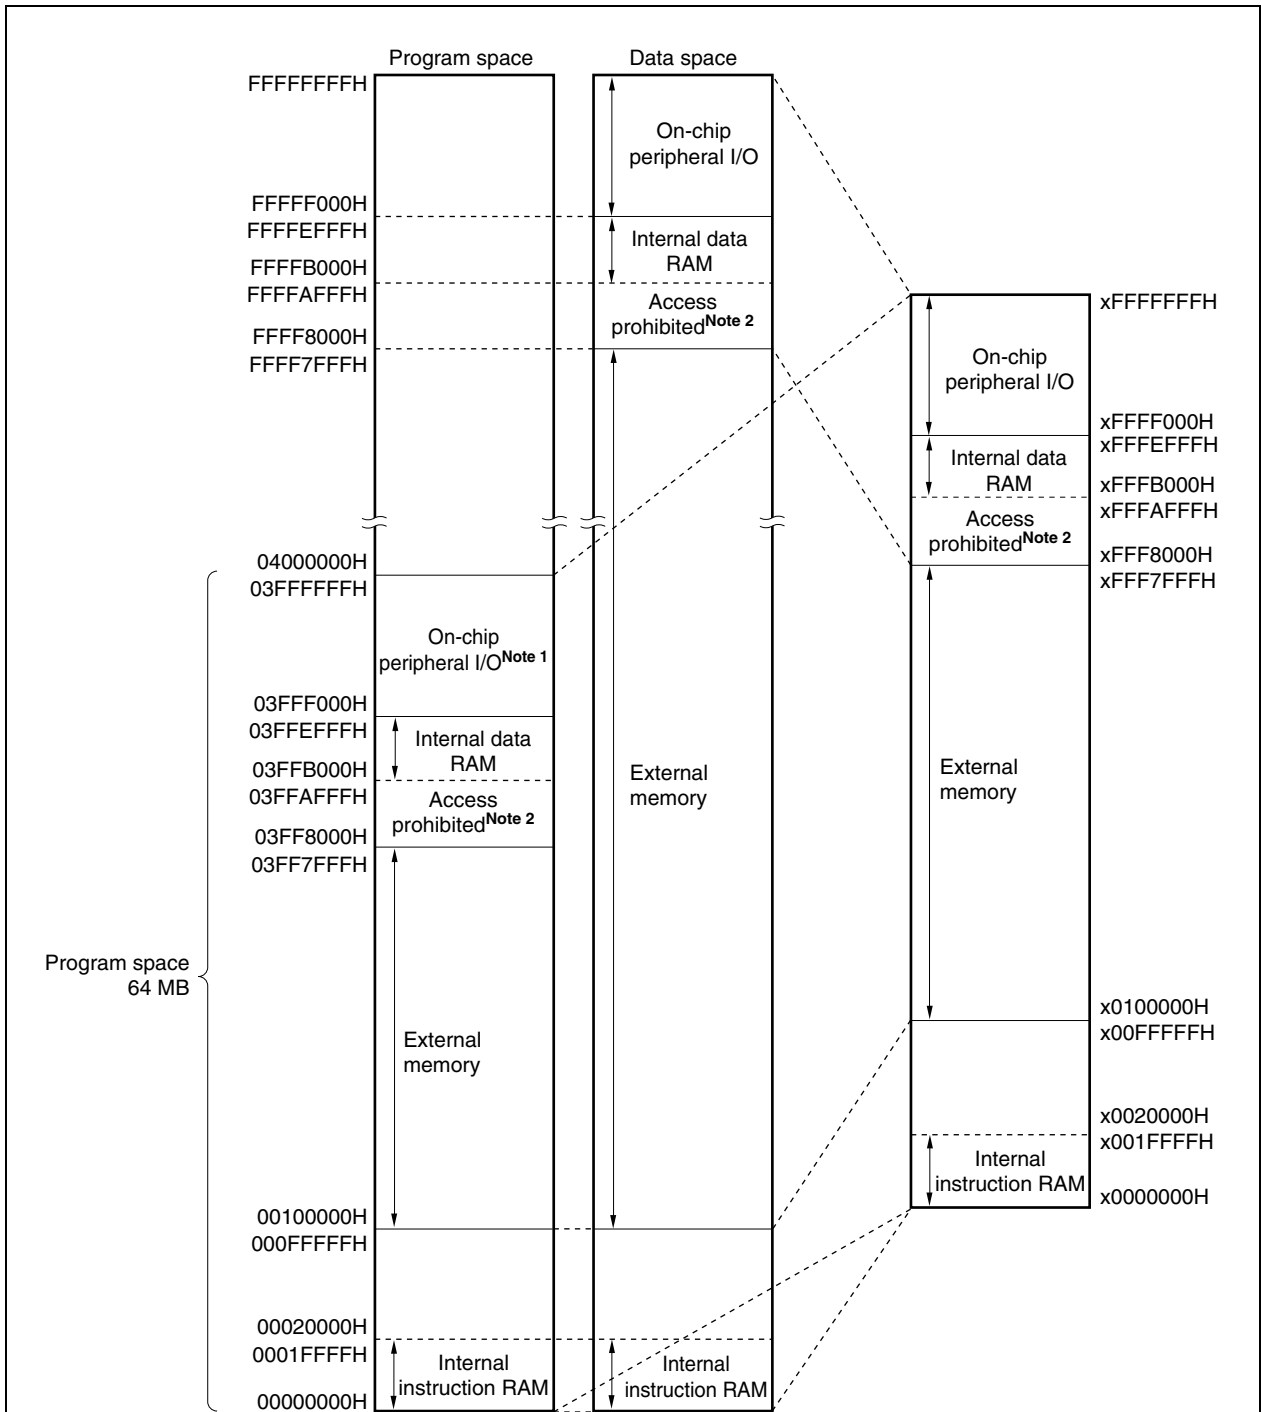 Program space
Data space
FFFFFFFFH
On-chip
peripheral I/O
FFFFF000H
FFFFEFFFH
Internal data
RAM
FFFFB000H
FFFFAFFFH
Access
prohibitedNote 2
FFFF8000H
FFFF7FFFH
04000000H
03FFFFFFH
On-chip
peripheral I/ONote 1
03FFF000H
03FFEFFFH
Internal data
RAM
03FFB000H
03FFAFFFH
Access
prohibitedNote 2
03FF8000H
03FF7FFFH
External
memory
Program space
64 MB
External
memory
00100000H
000FFFFFH
00020000H
0001FFFFH
Internal
instruction RAM
Internal
instruction RAM
00000000H
xFFFFFFFH
On-chip
peripheral I/O
xFFFF000H
xFFFEFFFH
Internal data
RAM
xFFFB000H
xFFFAFFFH
Access
prohibitedNote 2
xFFF8000H
xFFF7FFFH
External
memory
x0100000H
x00FFFFFH
x0020000H
x001FFFFH
Internal
instruction RAM
x0000000H